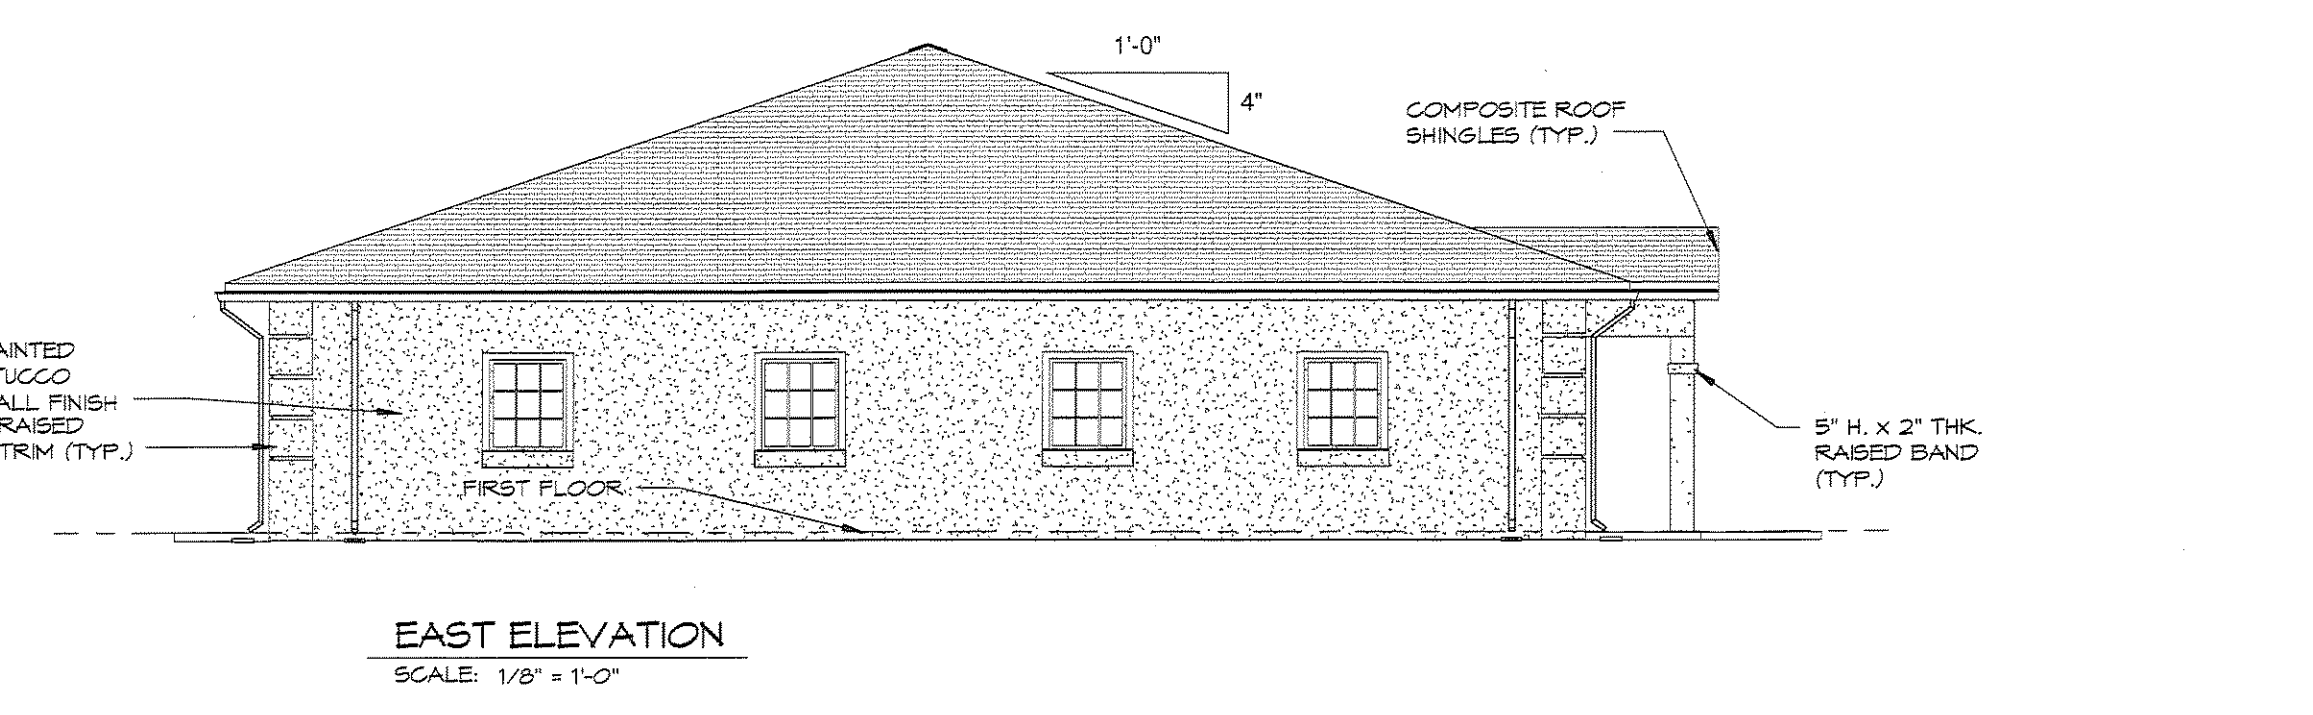 1'-0"
4"
COMPOSITE ROOF
SHINGLES (TYP.)
AINTED
TUCCO
ALL FINISH
RAISED
TRIM (TYP.)
FIRST FLOOR
5" H. x 2" THK.
RAISED BAND
(TYP.)
EAST ELEVATION
SCALE: 1/8" = 1'-0"